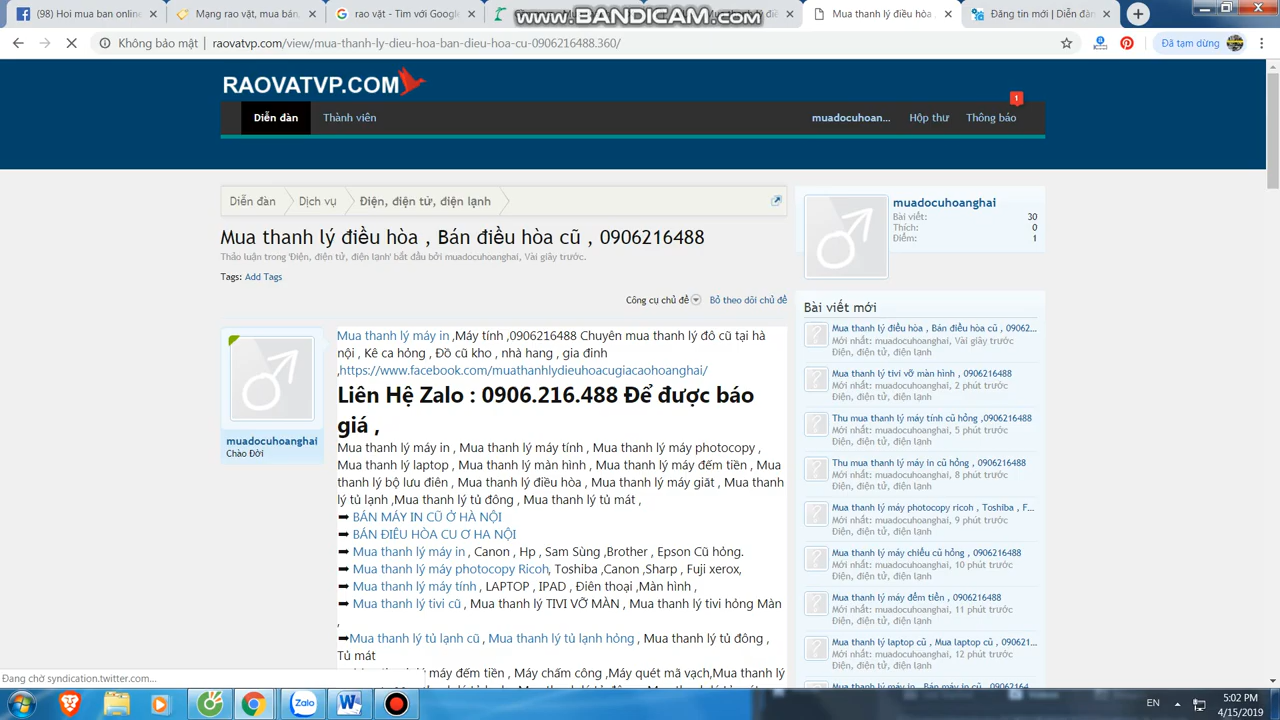 (98) Hoi mua ban online
Mạng rao vặt, mua bán,
rao vặt - Tìm với Google
www.BANDICAM.com
Mua thanh lý điều hòa ,
Đăng tin mới | Diễn đàn
Không bảo mật | raovatvp.com/view/mua-thanh-ly-dieu-hoa-ban-dieu-hoa-cu-0906216488.360/
Đã tạm dừng
RAOVATVP.COM
1
Diễn đàn
Thành viên
muadocuhoan...
Hộp thư
Thông báo
Diễn đàn
Dịch vụ
Điện, điện tử, điện lạnh
Mua thanh lý điều hòa , Bán điều hòa cũ , 0906216488
Thảo luận trong 'Điện, điện tử, điện lạnh' bắt đầu bởi muadocuhoanghai, Vài giây trước.
Tags: Add Tags
Công cụ chủ đề
Bỏ theo dõi chủ đề
muadocuhoanghai
Chào Đời
Mua thanh lý máy in ,Máy tính ,0906216488 Chuyên mua thanh lý đồ cũ tại hà
nội , Kê ca hỏng , Đồ cũ kho , nhà hang , gia đinh
,https://www.facebook.com/muathanhlydieuhoacugiacaohoanghai/
Liên Hệ Zalo : 0906.216.488 Để được báo
giá ,
Mua thanh lý máy in , Mua thanh lý máy tính , Mua thanh lý máy photocopy ,
Mua thanh lý laptop , Mua thanh lý màn hình , Mua thanh lý máy đếm tiền , Mua
thanh lý bộ lưu điên , Mua thanh lý điều hòa , Mua thanh lý máy giăt , Mua thanh
lý tủ lạnh ,Mua thanh lý tủ đông , Mua thanh lý tủ mát ,
➡ BÁN MÁY IN CŨ Ở HÀ NỘI
➡ BÁN ĐIÊU HÒA CU Ơ HA NỘI
➡ Mua thanh lý máy in , Canon , Hp , Sam Sùng ,Brother , Epson Cũ hỏng.
➡ Mua thanh lý máy photocopy Ricoh, Toshiba ,Canon ,Sharp , Fuji xerox,
➡ Mua thanh lý máy tính , LAPTOP , IPAD , Điên thoại ,Màn hình ,
➡ Mua thanh lý tivi cũ , Mua thanh lý TIVI VỠ MÀN , Mua thanh lý tivi hỏng Màn
,
➡Mua thanh lý tủ lạnh cũ , Mua thanh lý tủ lạnh hỏng , Mua thanh lý tủ đông ,
Tủ mát
máy đếm tiền , Máy chấm công ,Máy quét mã vạch,Mua thanh lý
muadocuhoanghai
Bài viết: 30
Thích: 0
Điểm: 1
Bài viết mới
Mua thanh lý điều hòa , Bán điều hòa cũ , 09062...
Mới nhất: muadocuhoanghai, Vài giây trước
Điện, điện tử, điện lạnh
Mua thanh lý tivi vỡ màn hình , 0906216488
Mới nhất: muadocuhoanghai, 2 phút trước
Điện, điện tử, điện lạnh
Thu mua thanh lý máy tính cũ hỏng ,0906216488
Mới nhất: muadocuhoanghai, 5 phút trước
Điện, điện tử, điện lạnh
Thu mua thanh lý máy in cũ hỏng , 0906216488
Mới nhất: muadocuhoanghai, 8 phút trước
Điện, điện tử, điện lạnh
Mua thanh lý máy photocopy ricoh , Toshiba , F...
Mới nhất: muadocuhoanghai, 9 phút trước
Điện, điện tử, điện lạnh
Mua thanh lý máy chiếu cũ hỏng , 0906216488
Mới nhất: muadocuhoanghai, 10 phút trước
Điện, điện tử, điện lạnh
Mua thanh lý máy đếm tiền , 0906216488
Mới nhất: muadocuhoanghai, 11 phút trước
Điện, điện tử, điện lạnh
Mua thanh lý laptop cũ , Mua laptop cũ , 090621...
Mới nhất: muadocuhoanghai, 12 phút trước
Điện, điện tử, điện lạnh
Đang chờ syndication.twitter.com...
Zalo
EN
5:02 PM
4/15/2019